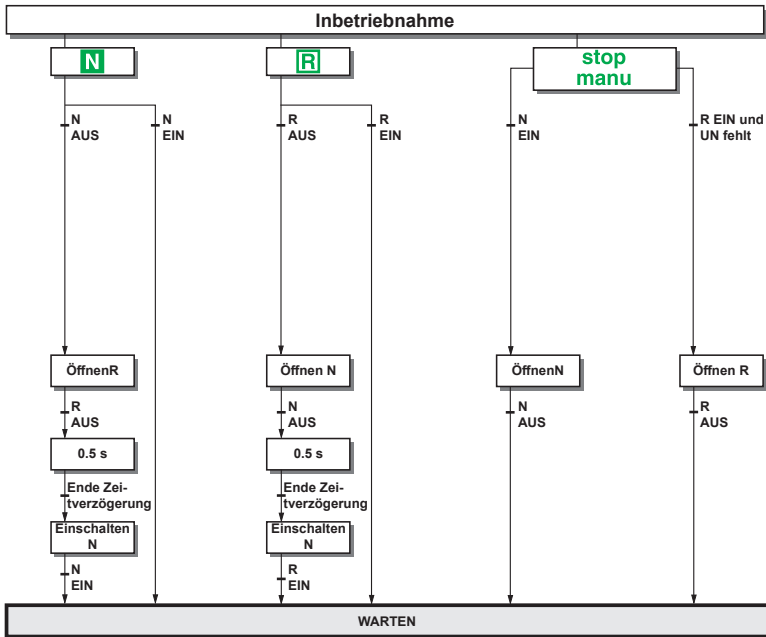 Inbetriebnahme
N
R
stop
manu
N
AUS
N
EIN
R
AUS
R
EIN
N
EIN
R EIN und
UN fehlt
ÖffnenR
Öffnen N
ÖffnenN
Öffnen R
R
AUS
N
AUS
N
AUS
R
AUS
0.5 s
0.5 s
Ende Zei-
tverzögerung
Ende Zei-
tverzögerung
Einschalten
N
Einschalten
N
N
EIN
R
EIN
WARTEN